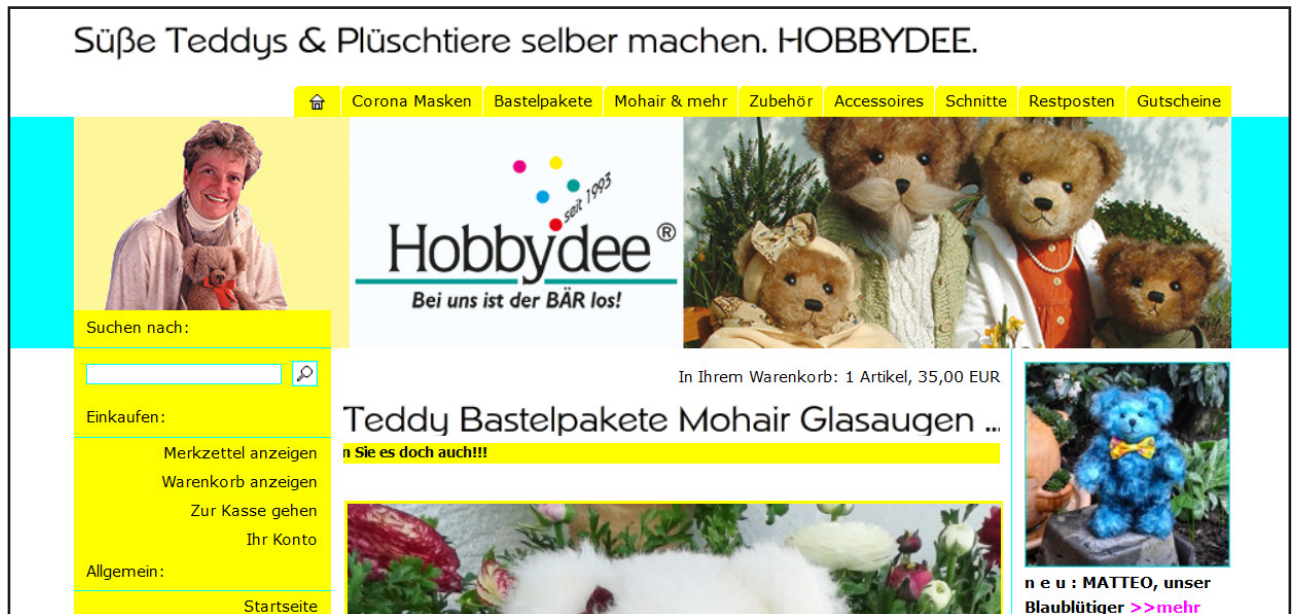 Süße Teddys & Plüschtiere selber machen. HOBBYDEE.
Corona Masken Bastelpakete Mohair & mehr Zubehör Accessoires Schnitte Restposten Gutscheine
seit 1993
Hobbydee®
Bei uns ist der BÄR los!
Suchen nach:
In Ihrem Warenkorb: 1 Artikel, 35,00 EUR
Einkaufen:
Teddy Bastelpakete Mohair Glasaugen ...
n Sie es doch auch!!!
Merkzettel anzeigen
Warenkorb anzeigen
Zur Kasse gehen
Ihr Konto
Allgemein:
Startseite
n e u : MATTEO, unser
Blaublütiger >>mehr